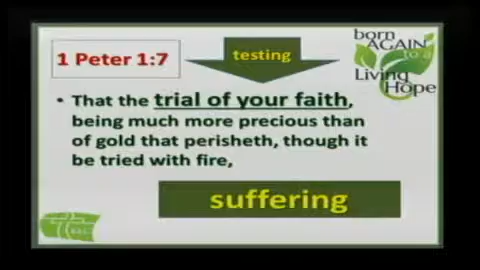 1 Peter 1:7
testing
born
AGAIN
to a
Living
Hope
• That the trial of your faith,
being much more precious than
of gold that perisheth, though it
be tried with fire,
suffering